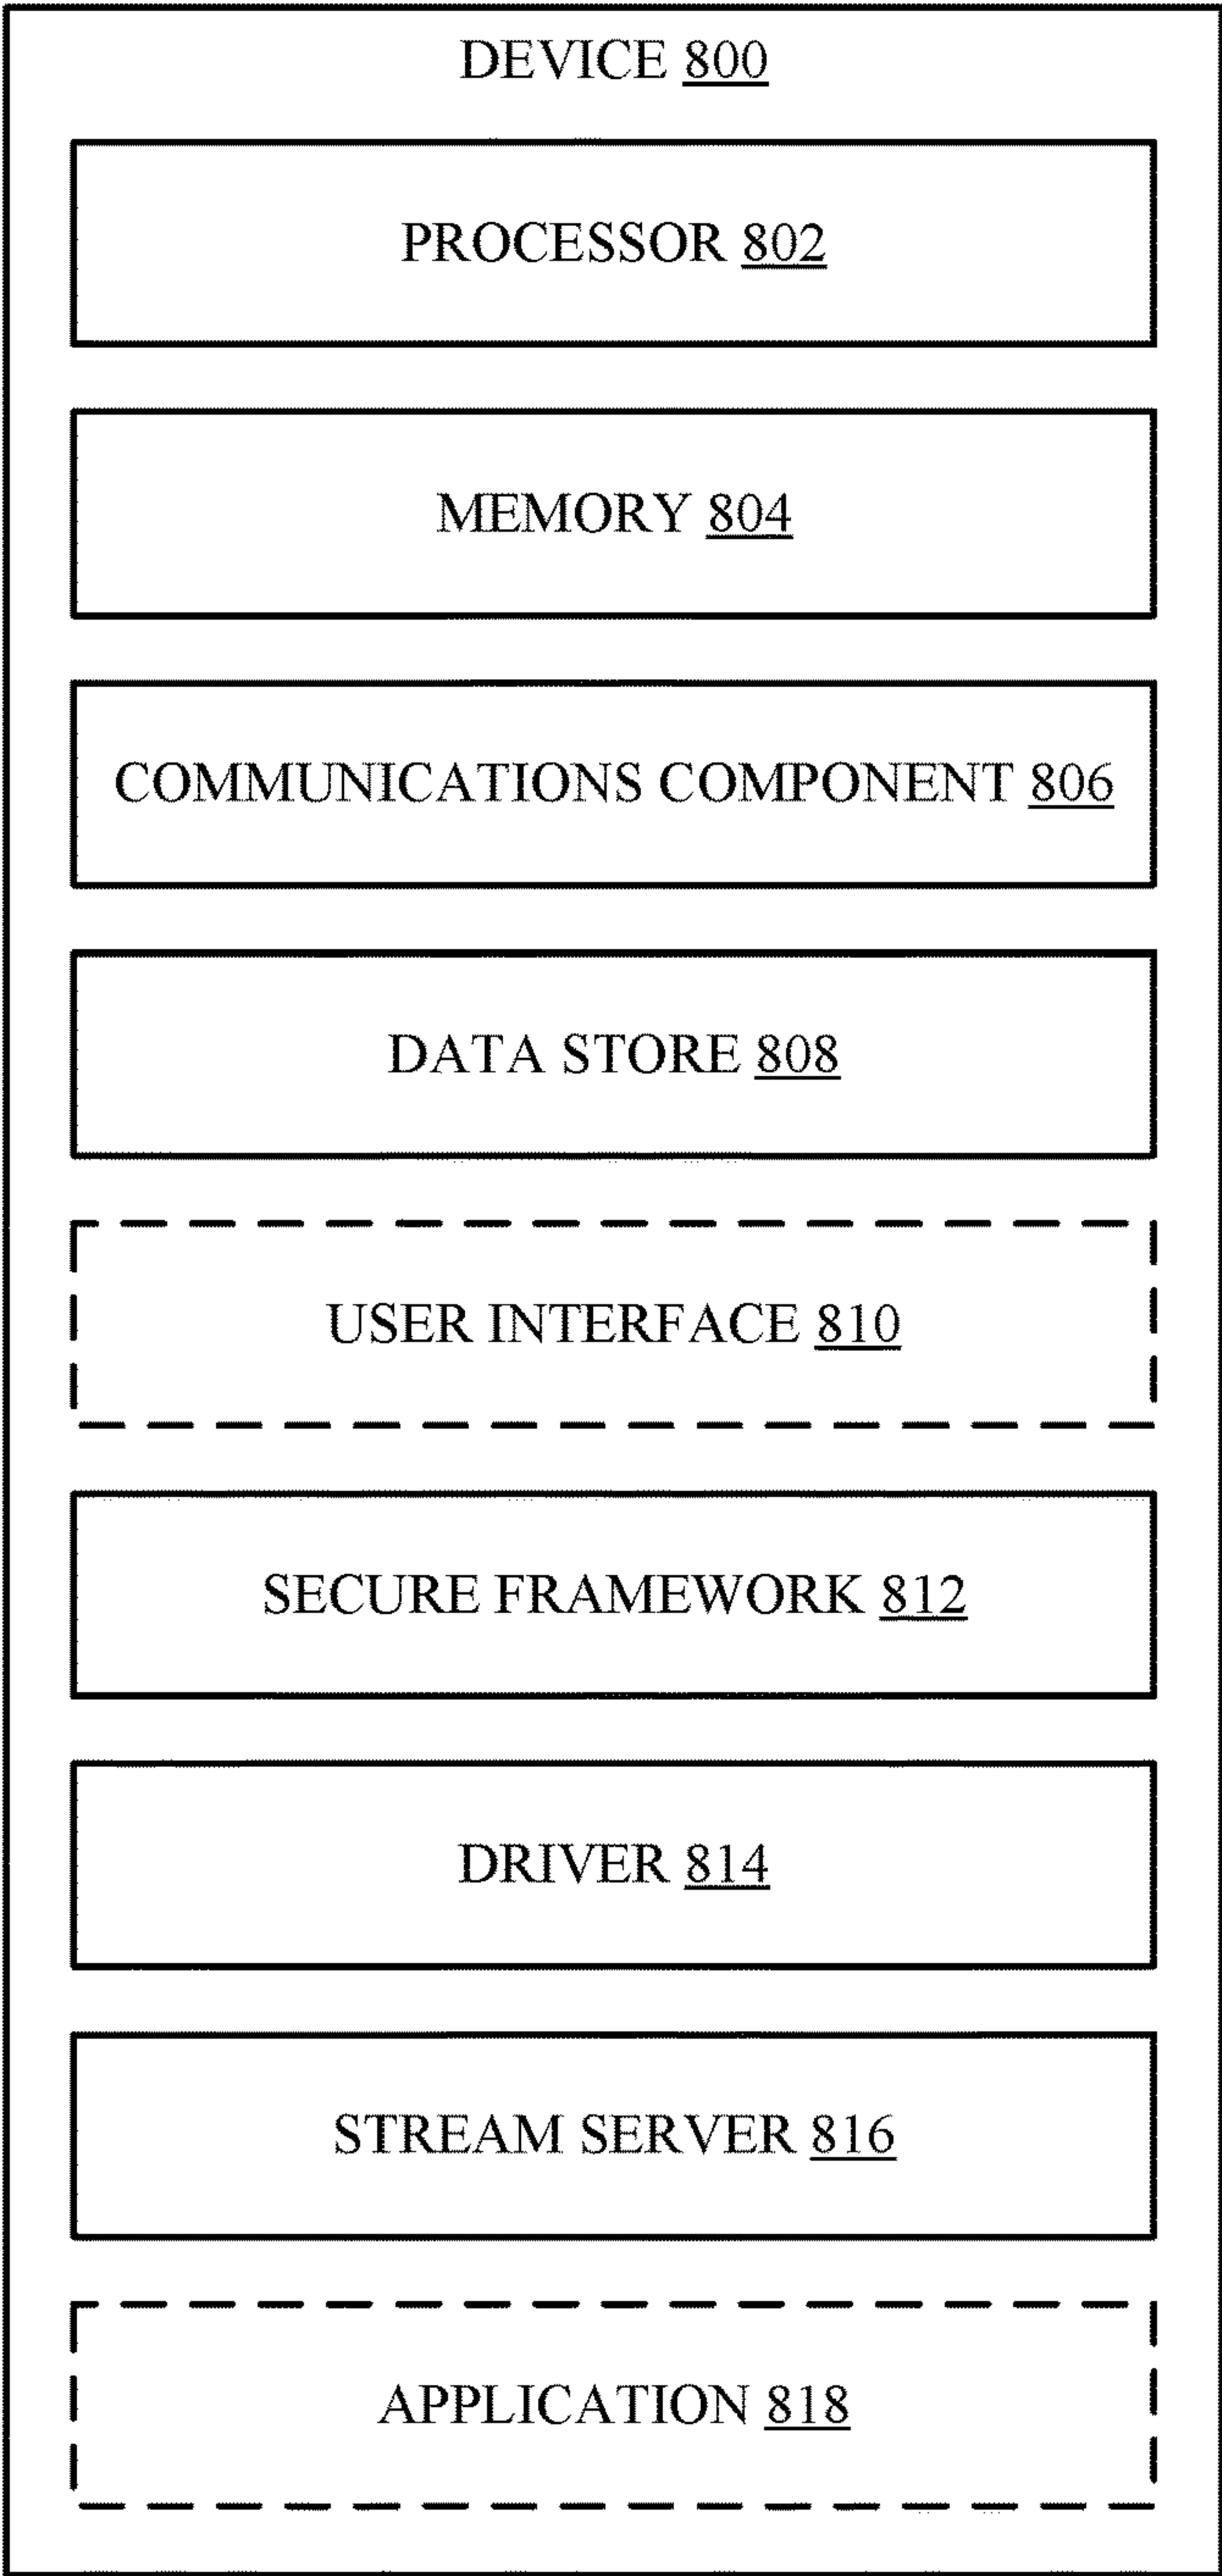 DEVICE 800
PROCESSOR 802
MEMORY 804
COMMUNICATIONS COMPONENT 806
DATA STORE 808
USER INTERFACE 810
SECURE FRAMEWORK 812
DRIVER 814
STREAM SERVER 816
APPLICATION 818